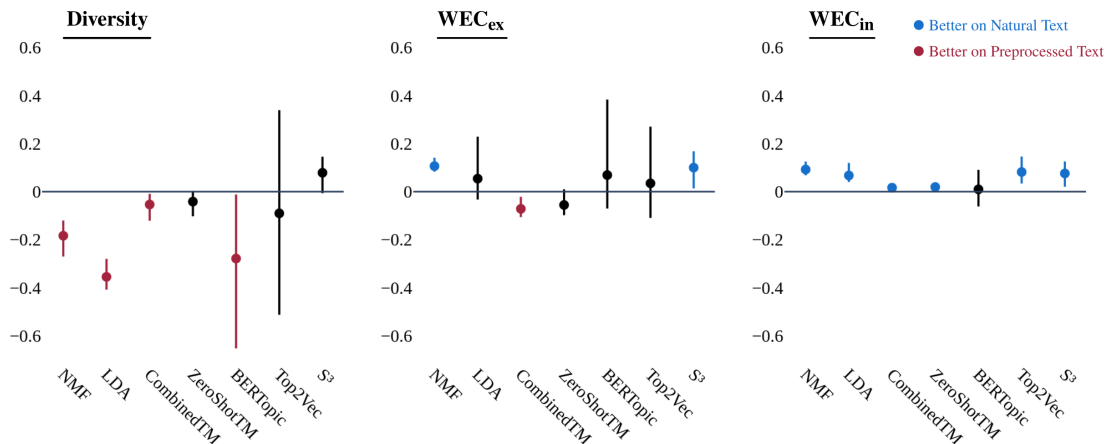 Diversity
0.6
0.4
0.2
0
−0.2
−0.4
−0.6
NMF
LDA
CombinedTM
ZeroShotTM
BERTopic
Top2Vec
S³
WECex
0.6
0.4
0.2
0
−0.2
−0.4
−0.6
NMF
LDA
CombinedTM
ZeroShotTM
BERTopic
Top2Vec
S³
WECin
Better on Natural Text
Better on Preprocessed Text
0.6
0.4
0.2
0
−0.2
−0.4
−0.6
NMF
LDA
CombinedTM
ZeroShotTM
BERTopic
Top2Vec
S³